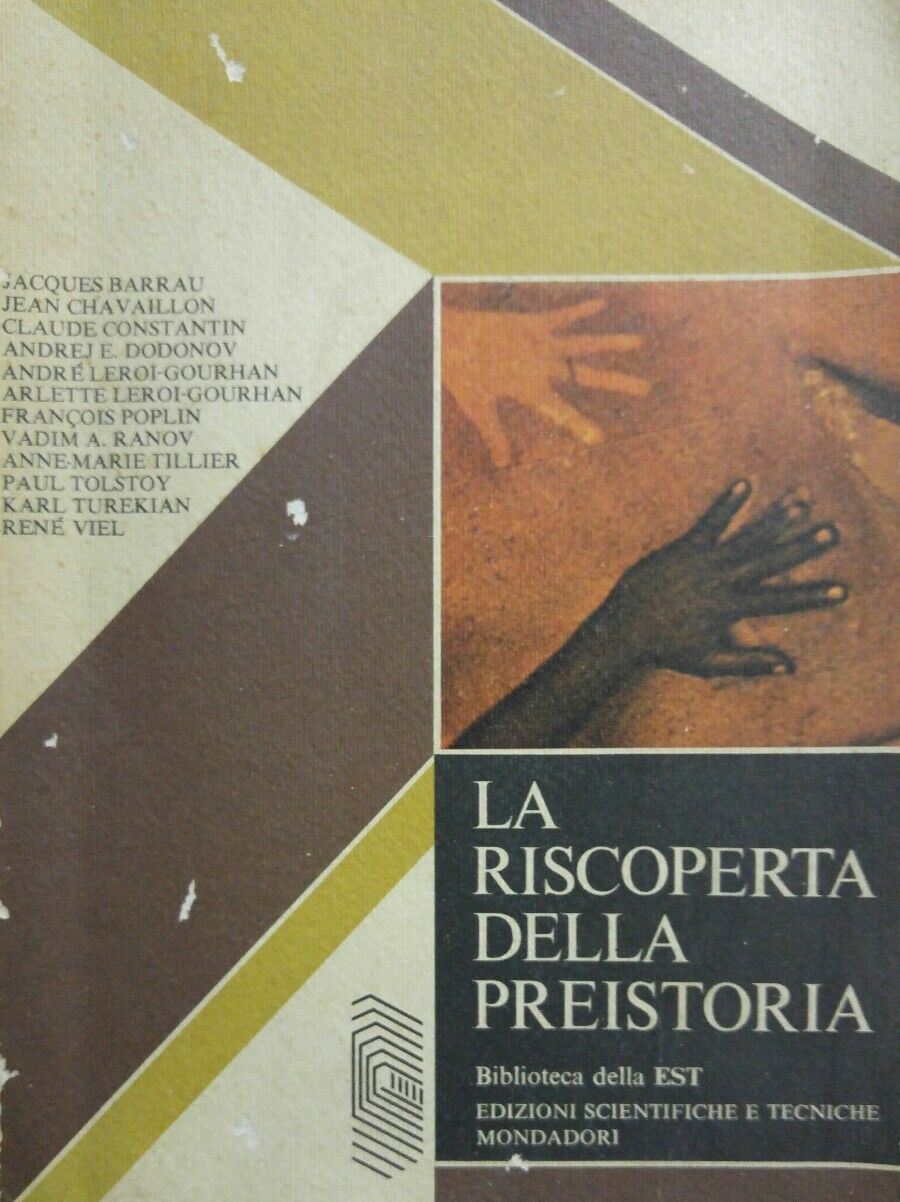 JACQUES BARRAU
JEAN CHAVAILLON
CLAUDE CONSTANTIN
ANDREJ E. DODONOV
ANDRÉ LEROI-GOURHAN
ARLETTE LEROI-GOURHAN
FRANÇOIS POPLIN
VADIM A. RANOV
ANNE-MARIE TILLIER
PAUL TOLSTOY
KARL TUREKIAN
RENÉ VIEL
LA
RISCOPERTA
DELLA
PREISTORIA
Biblioteca della EST
EDIZIONI SCIENTIFICHE E TECNICHE
MONDADORI